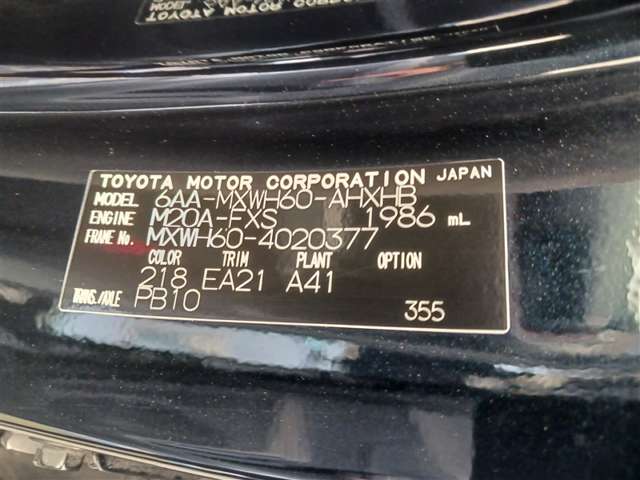 TOYOTA MOTOR CORPORATION JAPAN
MODEL 6AA-MXWH60-AHXHB
ENGINE M20A-FXS 1986 mL
FRAME No. MXWH60-4020377
COLOR TRIM PLANT OPTION
218 EA21 A41
TRANS./AXLE PB10
355